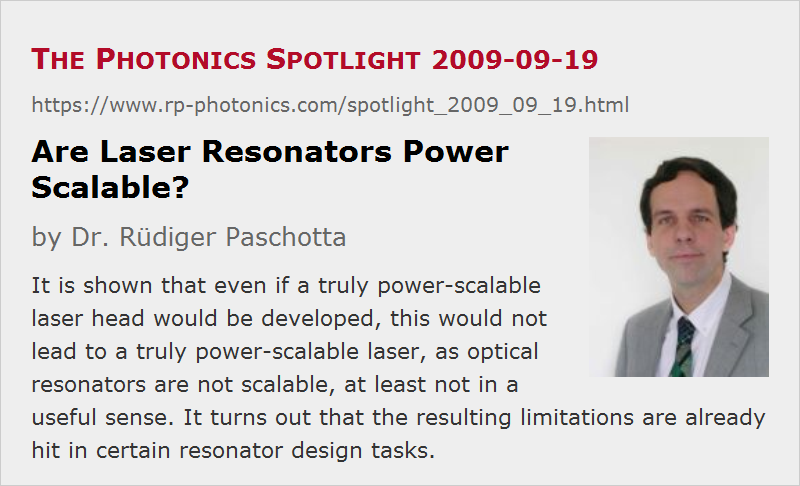 The Photonics Spotlight 2009-09-19
https://www.rp-photonics.com/spotlight_2009_09_19.html
Are Laser Resonators Power
Scalable?
by Dr. Rüdiger Paschotta
It is shown that even if a truly power-scalable
laser head would be developed, this would not
lead to a truly power-scalable laser, as optical
resonators are not scalable, at least not in a
useful sense. It turns out that the resulting limitations are already
hit in certain resonator design tasks.